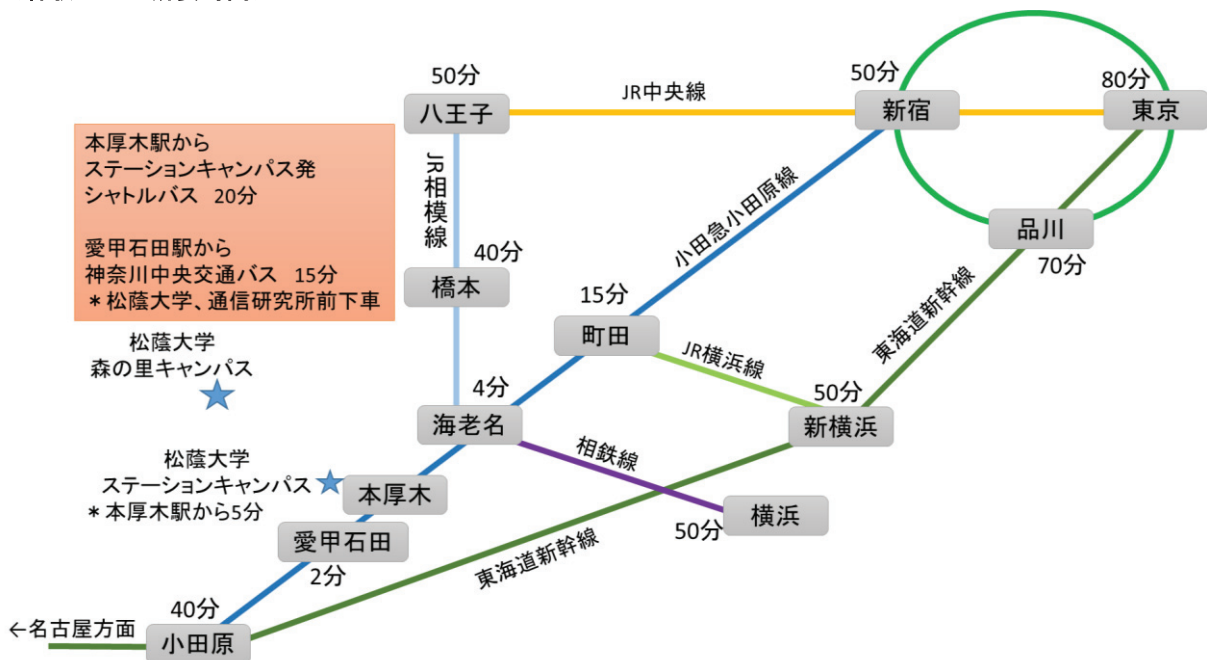 50分
八王子
JR中央線
50分
新宿
80分
東京
本厚木駅から
ステーションキャンパス発
シャトルバス 20分
愛甲石田駅から
神奈川中央交通バス 15分
*松蔭大学、通信研究所前下車
JR相模線
小田急小田原線
品川
70分
40分
橋本
15分
町田
東海道新幹線
松蔭大学
森の里キャンパス
JR横浜線
4分
海老名
50分
新横浜
相鉄線
松蔭大学
ステーションキャンパス
*本厚木駅から5分
本厚木
横浜
50分
愛甲石田
2分
東海道新幹線
40分
小田原
←名古屋方面